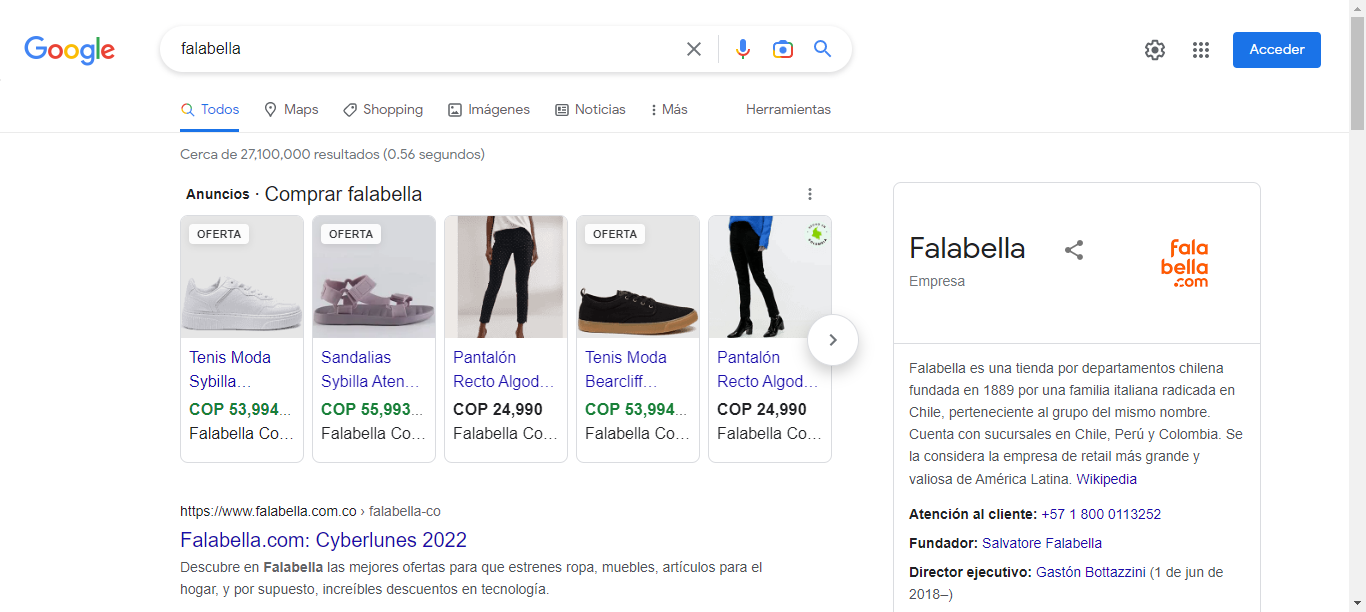 Google
falabella
Acceder
Todos
Maps
Shopping
Imágenes
Noticias
Más
Herramientas
Cerca de 27,100,000 resultados (0.56 segundos)
Anuncios · Comprar falabella
OFERTA
Tenis Moda
Sybilla…
COP 53,994…
Falabella Co…
OFERTA
Sandalias
Sybilla Aten…
COP 55,993…
Falabella Co…
Pantalón
Recto Algod…
COP 24,990
Falabella Co…
OFERTA
Tenis Moda
Bearcliff…
COP 53,994…
Falabella Co…
Pantalón
Recto Algod…
COP 24,990
Falabella Co…
https://www.falabella.com.co › falabella-co
Falabella.com: Cyberlunes 2022
Descubre en Falabella las mejores ofertas para que estrenes ropa, muebles, artículos para el
hogar, y por supuesto, increíbles descuentos en tecnología.
Falabella
Empresa
fala
bella
.com
Falabella es una tienda por departamentos chilena
fundada en 1889 por una familia italiana radicada en
Chile, perteneciente al grupo del mismo nombre.
Cuenta con sucursales en Chile, Perú y Colombia. Se
la considera la empresa de retail más grande y
valiosa de América Latina. Wikipedia
Atención al cliente: +57 1 800 0113252
Fundador: Salvatore Falabella
Director ejecutivo: Gastón Bottazzini (1 de jun de
2018–)